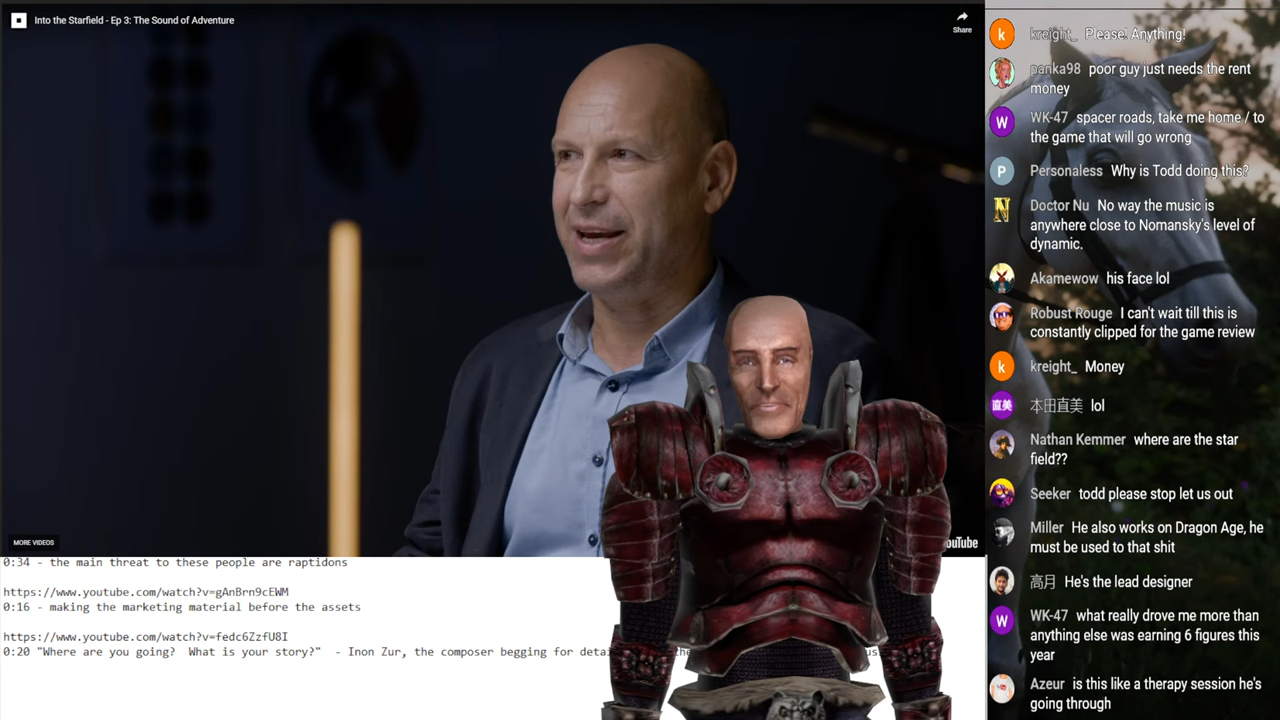 Into the Starfield - Ep 3: The Sound of Adventure
Share
MORE VIDEOS
ouTube
0:34 - the main threat to these people are raptidons
https://www.youtube.com/watch?v=gAnBrn9cEWM
0:16 - making the marketing material before the assets
https://www.youtube.com/watch?v=fedc6ZzfU8I
0:20 "Where are you going?  What is your story?"  - Inon Zur, the composer begging for
k
kreight_ Please! Anything!
panka98 poor guy just needs the rent
money
W
WK-47 spacer roads, take me home / to
the game that will go wrong
P
Personaless Why is Todd doing this?
N
Doctor Nu No way the music is
anywhere close to Nomansky's level of
dynamic.
Akamewow his face lol
Robust Rouge I can't wait till this is
constantly clipped for the game review
k
kreight_ Money
直美
本田直美 lol
Nathan Kemmer where are the star
field??
Seeker todd please stop let us out
Miller He also works on Dragon Age, he
must be used to that shit
高月 He's the lead designer
W
WK-47 what really drove me more than
anything else was earning 6 figures this
year
Azeur is this like a therapy session he's
going through